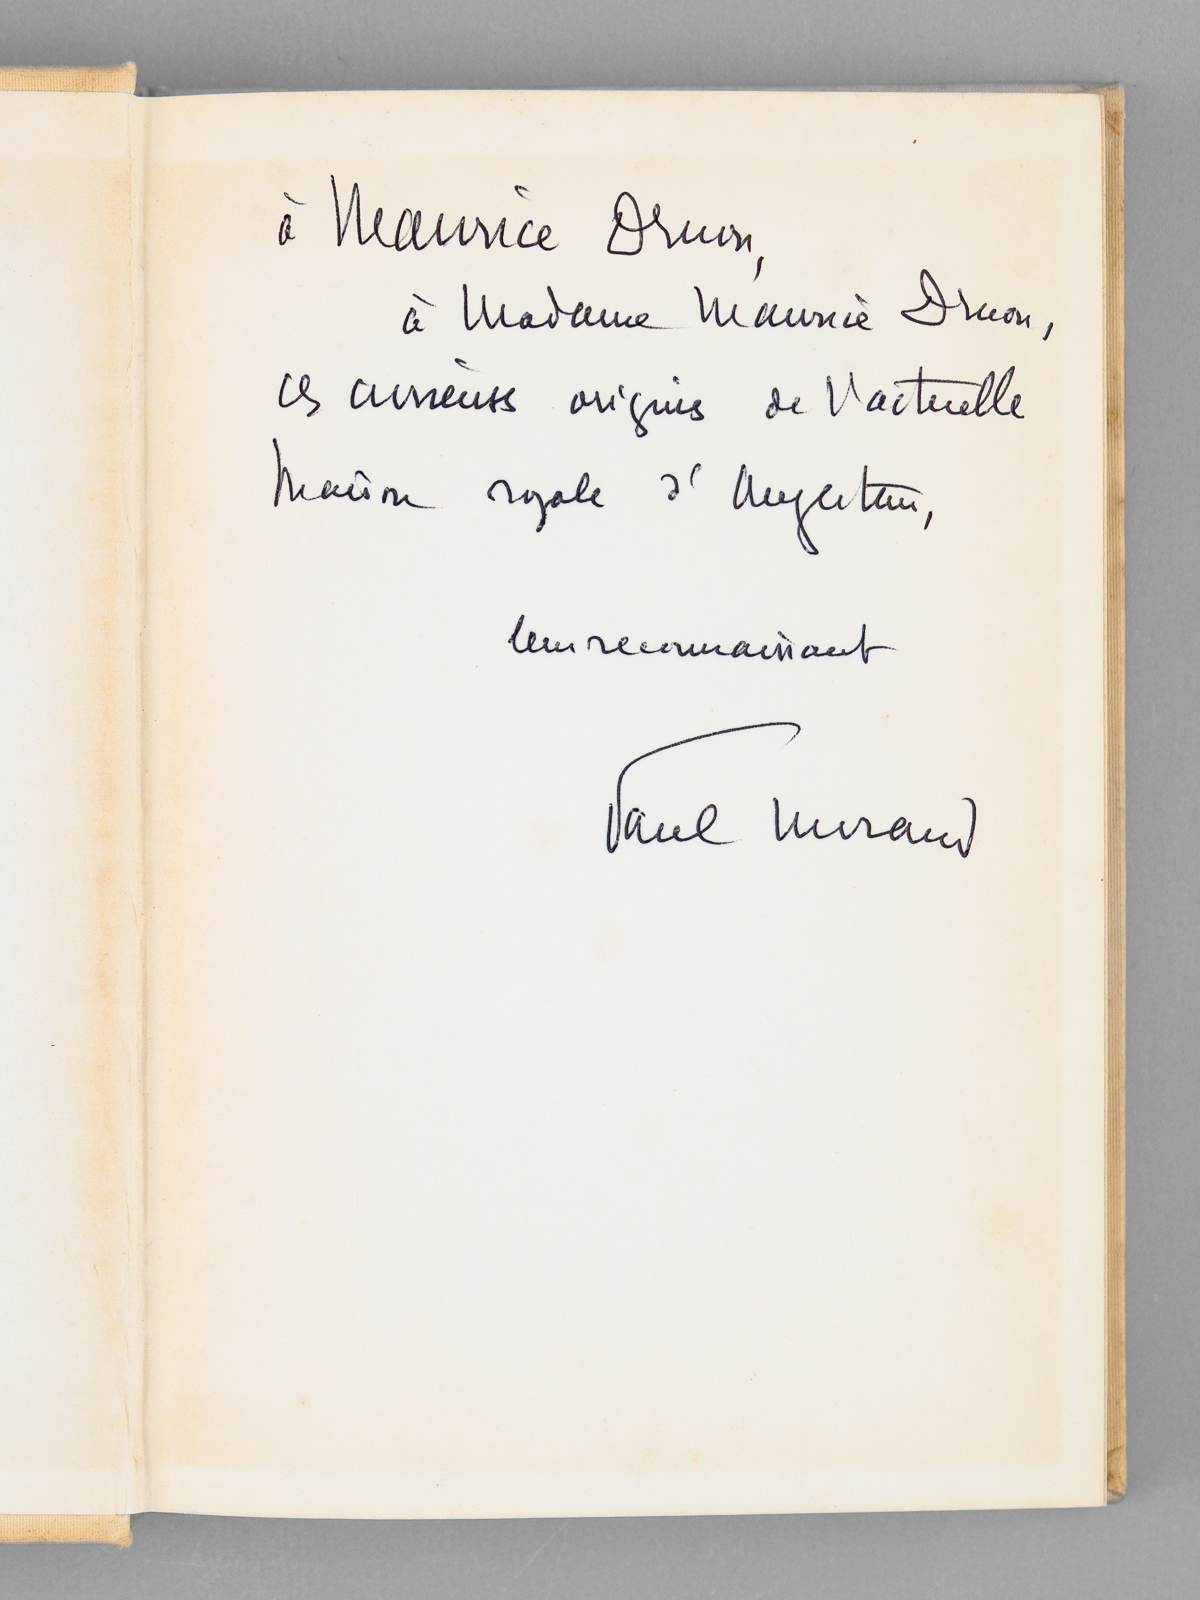 à Maurice Druon,
à Madame Maurice Druon,
ces curieuses origines de l'actuelle
Maison royale d'Angleterre,
leur reconnaissant
Paul Morand